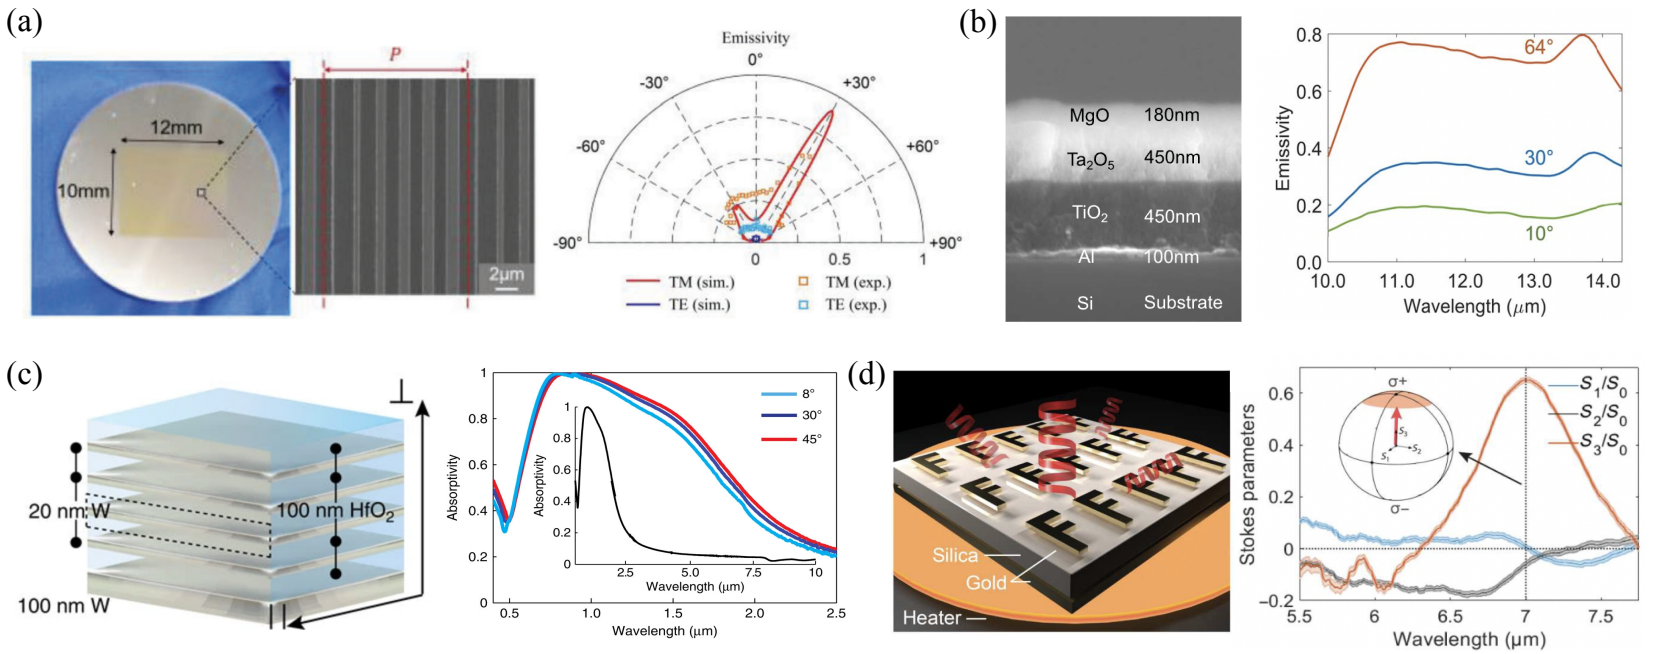 (a)
P
12mm
10mm
2μm
Emissivity
0°
-30°
+30°
-60°
+60°
-90°
+90°
0
0.5
1
TM (sim.)
TM (exp.)
TE (sim.)
TE (exp.)
(b)
MgO 180nm
Ta₂O₅ 450nm
TiO₂ 450nm
Al 100nm
Si Substrate
Emissivity
0.8
0.6
0.4
0.2
0.0
64°
30°
10°
10.0 11.0 12.0 13.0 14.0
Wavelength (μm)
(c)
⊥
20 nm W
100 nm HfO₂
100 nm W
||
Absorptivity
1
0.8
0.6
0.4
0.2
0
8°
30°
45°
Absorptivity
1
0.8
0.6
0.4
0.2
0
2.5 5.0 7.5 10
Wavelength (μm)
0.5 1.0 1.5 2.0 2.5
Wavelength (μm)
(d)
F F F F F F F F F F F F F F F F
Silica
Gold
Heater
Stokes parameters
0.6
0.4
0.2
0
−0.2
σ+
S₃
S₁
S₂
σ−
S₁/S₀
S₂/S₀
S₃/S₀
5.5 6 6.5 7 7.5
Wavelength (μm)